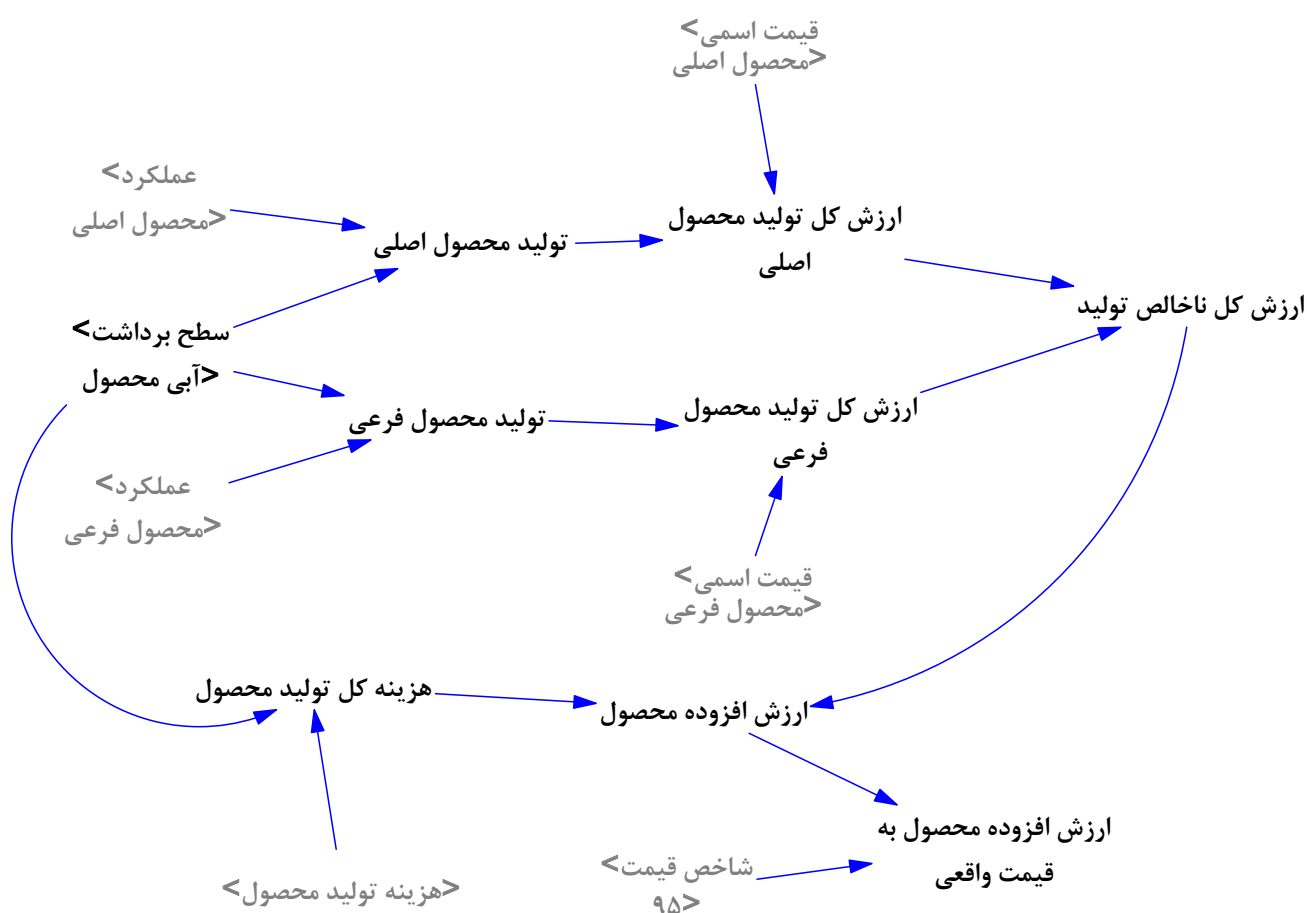 <قیمت اسمی
محصول اصلی>
<عملکرد
محصول اصلی>
ارزش کل تولید محصول
اصلی
تولید محصول اصلی
ارزش کل ناخالص تولید
<سطح برداشت
آبی محصول>
ارزش کل تولید محصول
فرعی
تولید محصول فرعی
<عملکرد
محصول فرعی>
<قیمت اسمی
محصول فرعی>
هزینه کل تولید محصول
ارزش افزوده محصول
ارزش افزوده محصول به
قیمت واقعی
<شاخص قیمت
۹۵>
<هزینه تولید محصول>